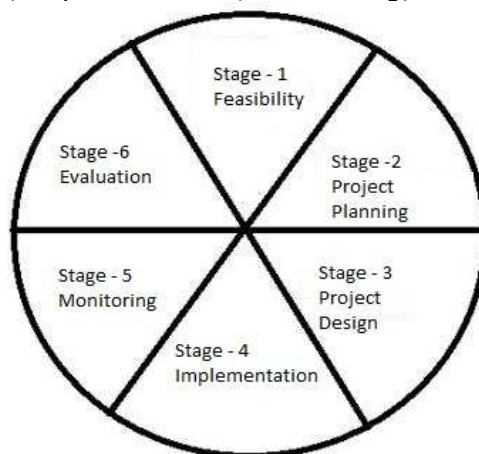 Stage - 1
Feasibility
Stage -2
Project
Planning
Stage - 3
Project
Design
Stage - 4
Implementation
Stage - 5
Monitoring
Stage -6
Evaluation